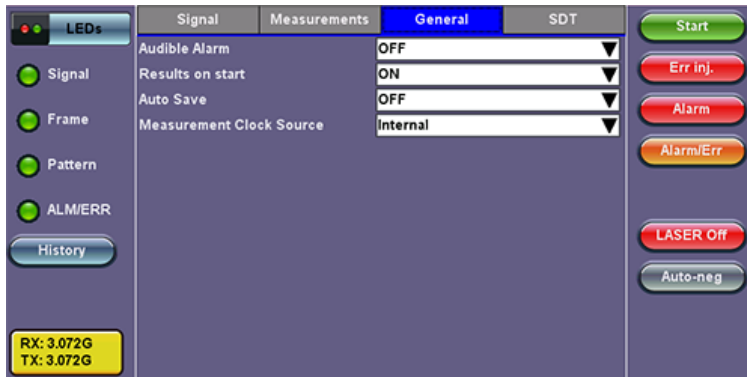 LEDs
Signal
Frame
Pattern
ALM/ERR
History
RX: 3.072G
TX: 3.072G
Signal Measurements General SDT
Audible Alarm OFF
Results on start ON
Auto Save OFF
Measurement Clock Source Internal
Start
Err inj.
Alarm
Alarm/Err
LASER Off
Auto-neg